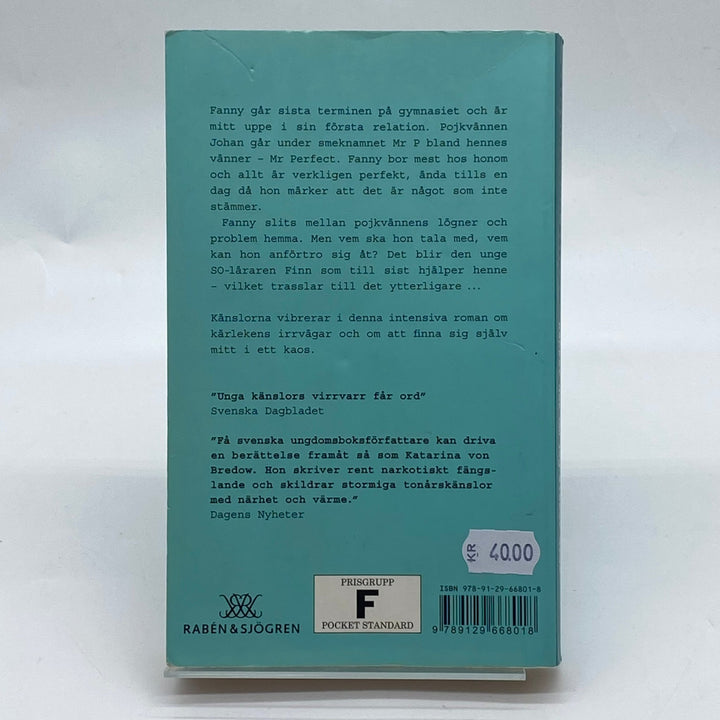 Fanny går sista terminen på gymnasiet och är
mitt uppe i sin första relation. Pojkvännen
Johan går under smeknamnet Mr P bland hennes
vänner – Mr Perfect. Fanny bor mest hos honom
och allt är verkligen perfekt, ända tills en
dag då hon märker att det är något som inte
stämmer.
Fanny slits mellan pojkvännens lögner och
problem hemma. Men vem ska hon tala med, vem
kan hon anförtro sig åt? Det blir den unge
SO-läraren Finn som till sist hjälper henne
– vilket trasslar till det ytterligare ...
Känslorna vibrerar i denna intensiva roman om
kärlekens irrvägar och om att finna sig själv
mitt i ett kaos.
”Unga känslors virrvarr får ord”
Svenska Dagbladet
”Få svenska ungdomsboksförfattare kan driva
en berättelse framåt så som Katarina von
Bredow. Hon skriver rent narkotiskt fängs-
lande och skildrar stormiga tonårskänslor
med närhet och värme.”
Dagens Nyheter
KR 40.00
ISBN 978-91-29-66801-8
PRISGRUPP
F
POCKET STANDARD
RABÉN & SJÖGREN
9 789129 668018